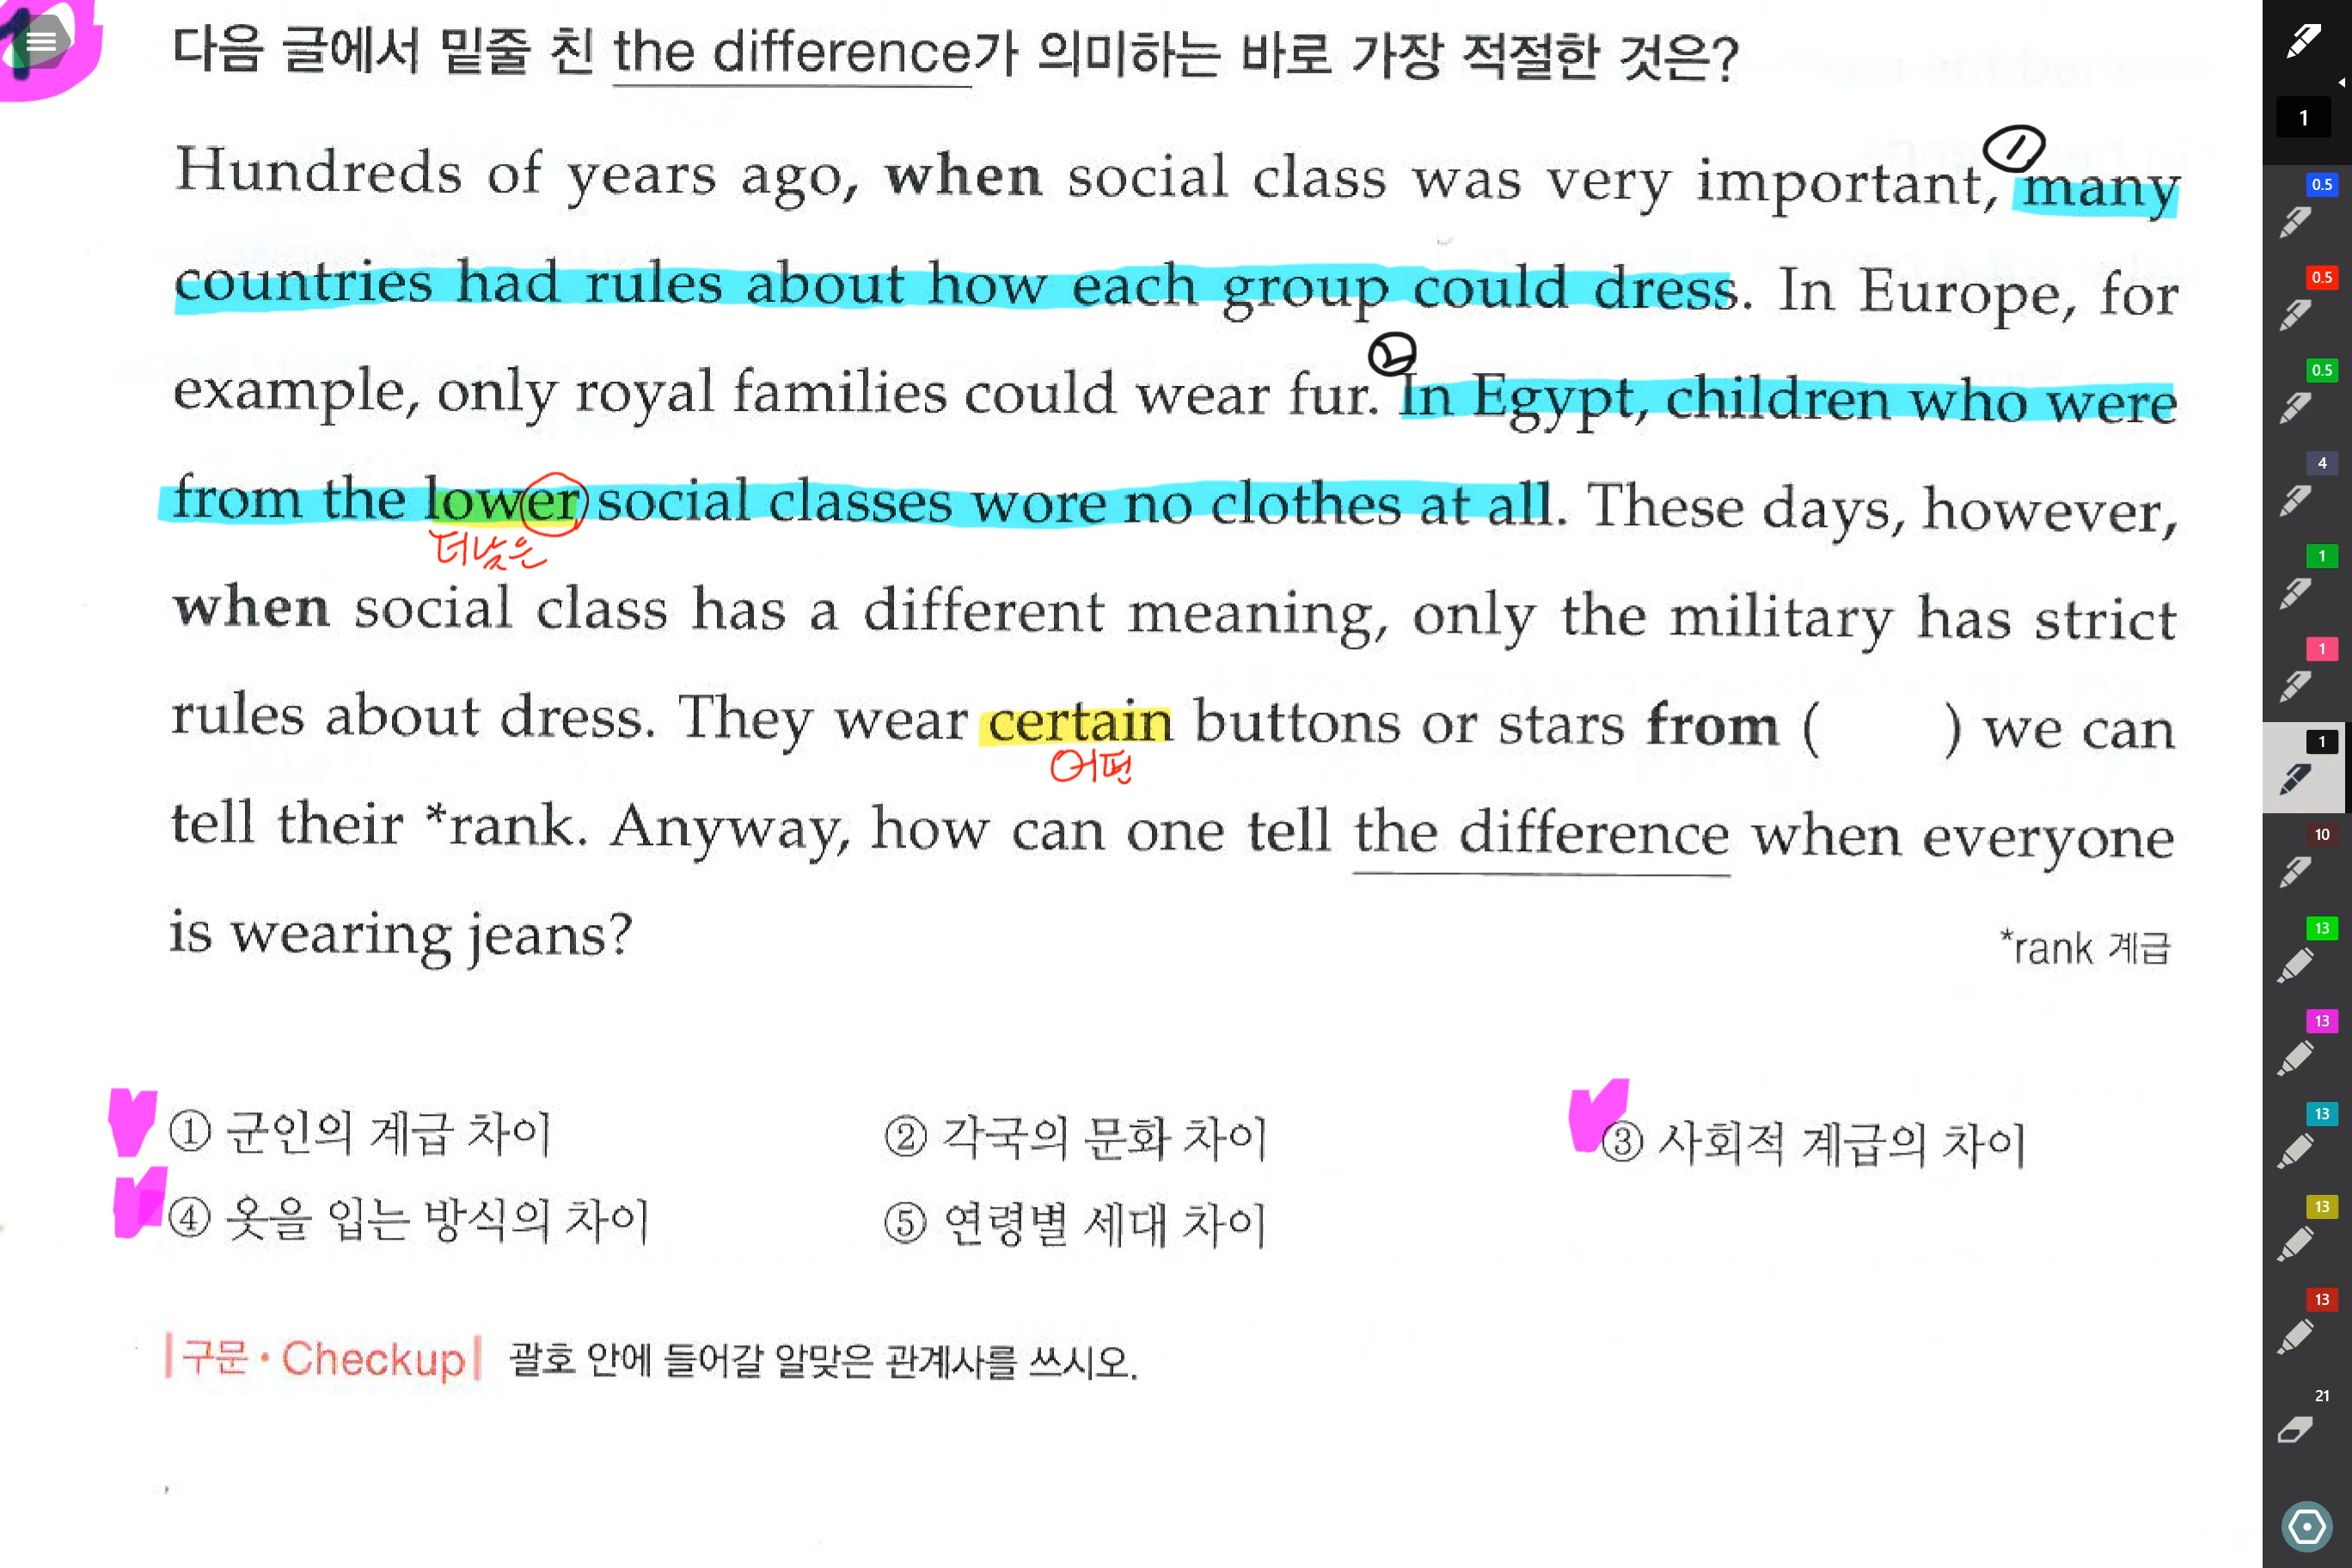 다음 글에서 밑줄 친 the difference가 의미하는 바로 가장 적절한 것은?
①
Hundreds of years ago, when social class was very important, many
countries had rules about how each group could dress. In Europe, for
②
example, only royal families could wear fur. In Egypt, children who were
from the lower social classes wore no clothes at all. These days, however,
더낮은
when social class has a different meaning, only the military has strict
rules about dress. They wear certain buttons or stars from ( ) we can
어떤
tell their *rank. Anyway, how can one tell the difference when everyone
is wearing jeans?
*rank 계급
① 군인의 계급 차이 ② 각국의 문화 차이 ③ 사회적 계급의 차이
④ 옷을 입는 방식의 차이 ⑤ 연령별 세대 차이
구문·Checkup 괄호 안에 들어갈 알맞은 관계사를 쓰시오.
1
0.5
0.5
0.5
4
1
1
1
10
13
13
13
13
13
21